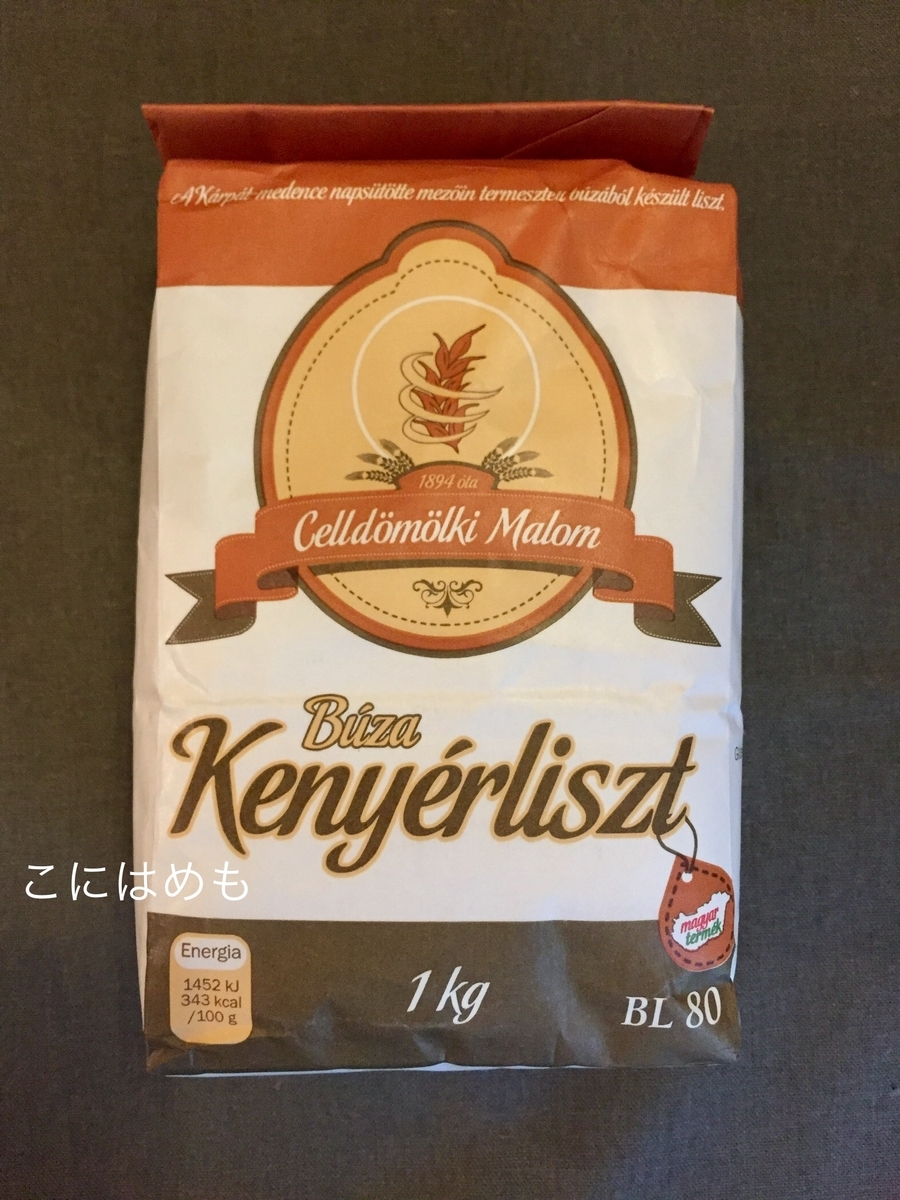 A Kárpát-medence napsütötte mezőin termesztett búzából készült liszt.
1894 óta
Celldömölki Malom
Búza
Kenyérliszt
こにはめも
magyar
termék
Energia
1452 kJ
343 kcal
/100 g
1 kg
BL 80